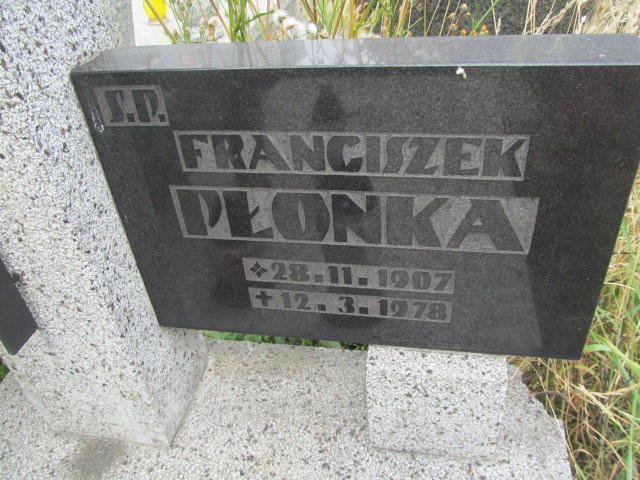 S.P.
FRANCISZEK
PŁONKA
28.11.1907
12.3.1978